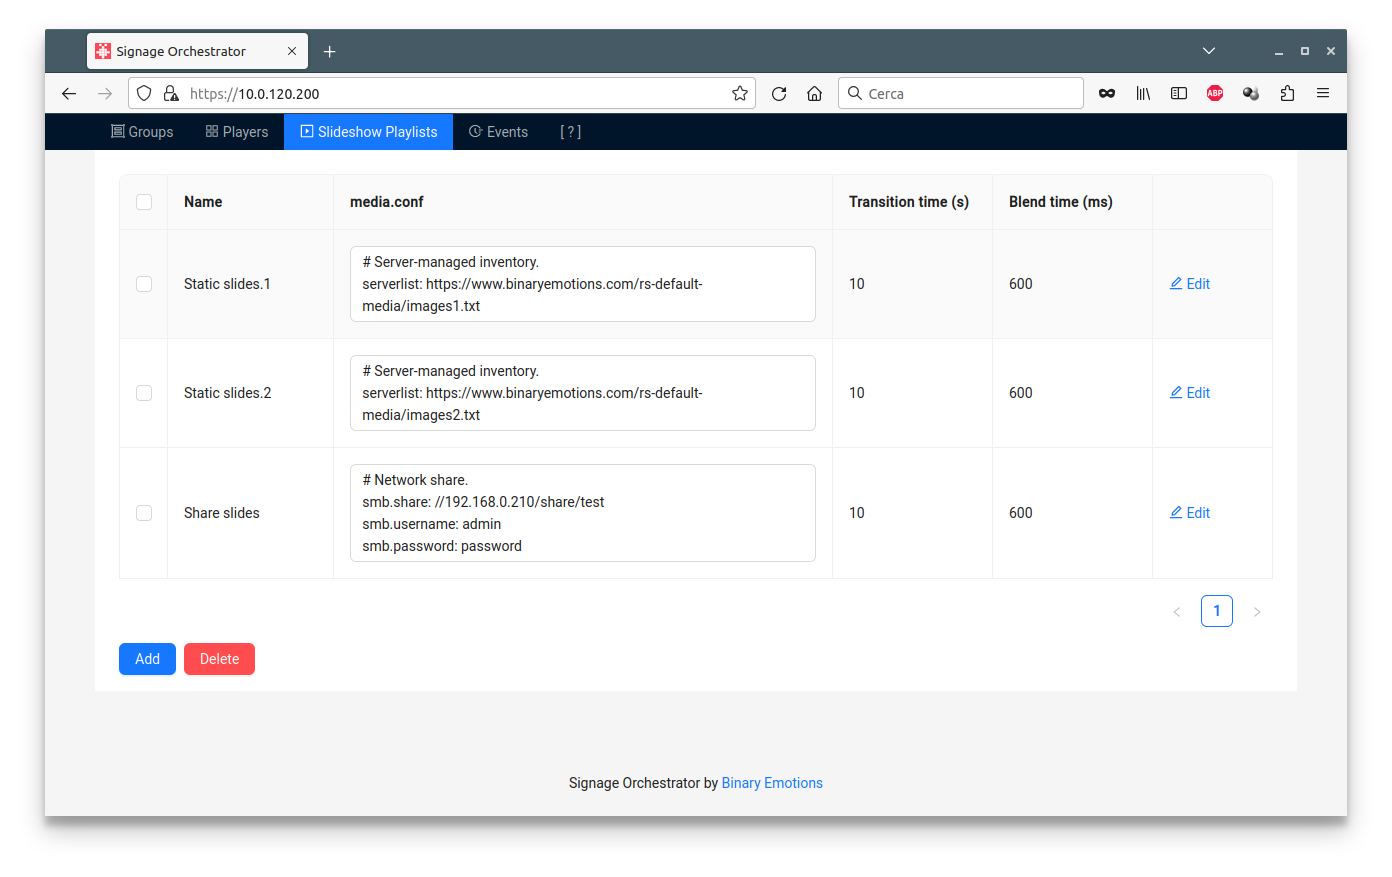 Signage Orchestrator
https://10.0.120.200
Cerca
ABP
Groups
Players
Slideshow Playlists
Events
[ ? ]
Name
media.conf
Transition time (s)
Blend time (ms)
Static slides.1
# Server-managed inventory.
serverlist: https://www.binaryemotions.com/rs-default-
media/images1.txt
10
600
Edit
Static slides.2
# Server-managed inventory.
serverlist: https://www.binaryemotions.com/rs-default-
media/images2.txt
10
600
Edit
Share slides
# Network share.
smb.share: //192.168.0.210/share/test
smb.username: admin
smb.password: password
10
600
Edit
1
Add
Delete
Signage Orchestrator by Binary Emotions